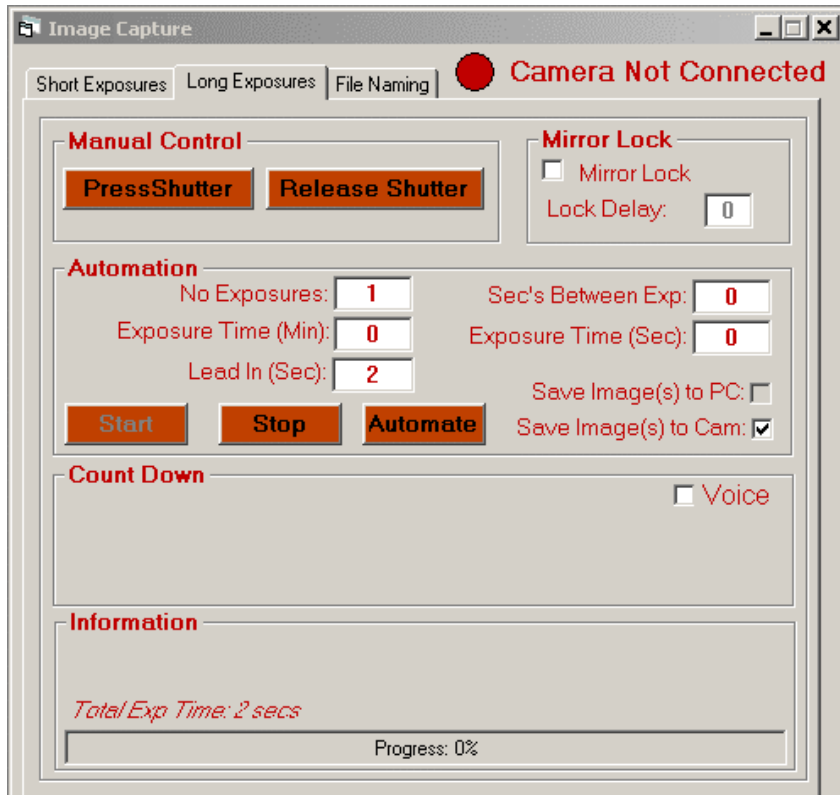 Image Capture
Short Exposures Long Exposures File Naming Camera Not Connected
Manual Control Mirror Lock
PressShutter Release Shutter Mirror Lock
Lock Delay: 0
Automation
No Exposures: 1 Sec's Between Exp: 0
Exposure Time (Min): 0 Exposure Time (Sec): 0
Lead In (Sec): 2
Save Image(s) to PC:
Start Stop Automate Save Image(s) to Cam:
Count Down
Voice
Information
Total Exp Time: 2 secs
Progress: 0%